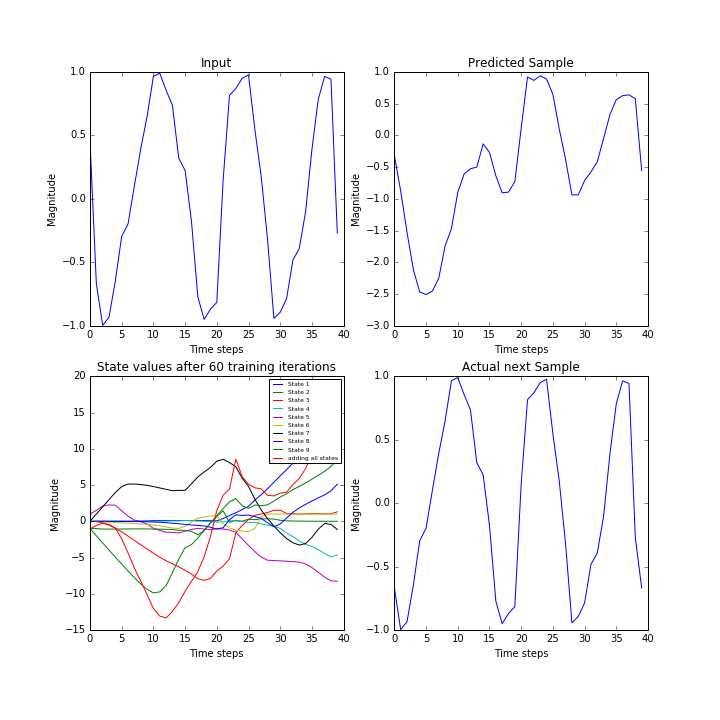 Input
1.0
0.5
0.0
−0.5
−1.0
Magnitude
0 5 10 15 20 25 30 35 40
Time steps
Predicted Sample
1.0
0.5
0.0
−0.5
−1.0
−1.5
−2.0
−2.5
−3.0
Magnitude
0 5 10 15 20 25 30 35 40
Time steps
State values after 60 training iterations
20
15
10
5
0
−5
−10
−15
Magnitude
0 5 10 15 20 25 30 35 40
Time steps
State 1
State 2
State 3
State 4
State 5
State 6
State 7
State 8
State 9
adding all states
Actual next Sample
1.0
0.5
0.0
−0.5
−1.0
Magnitude
0 5 10 15 20 25 30 35 40
Time steps